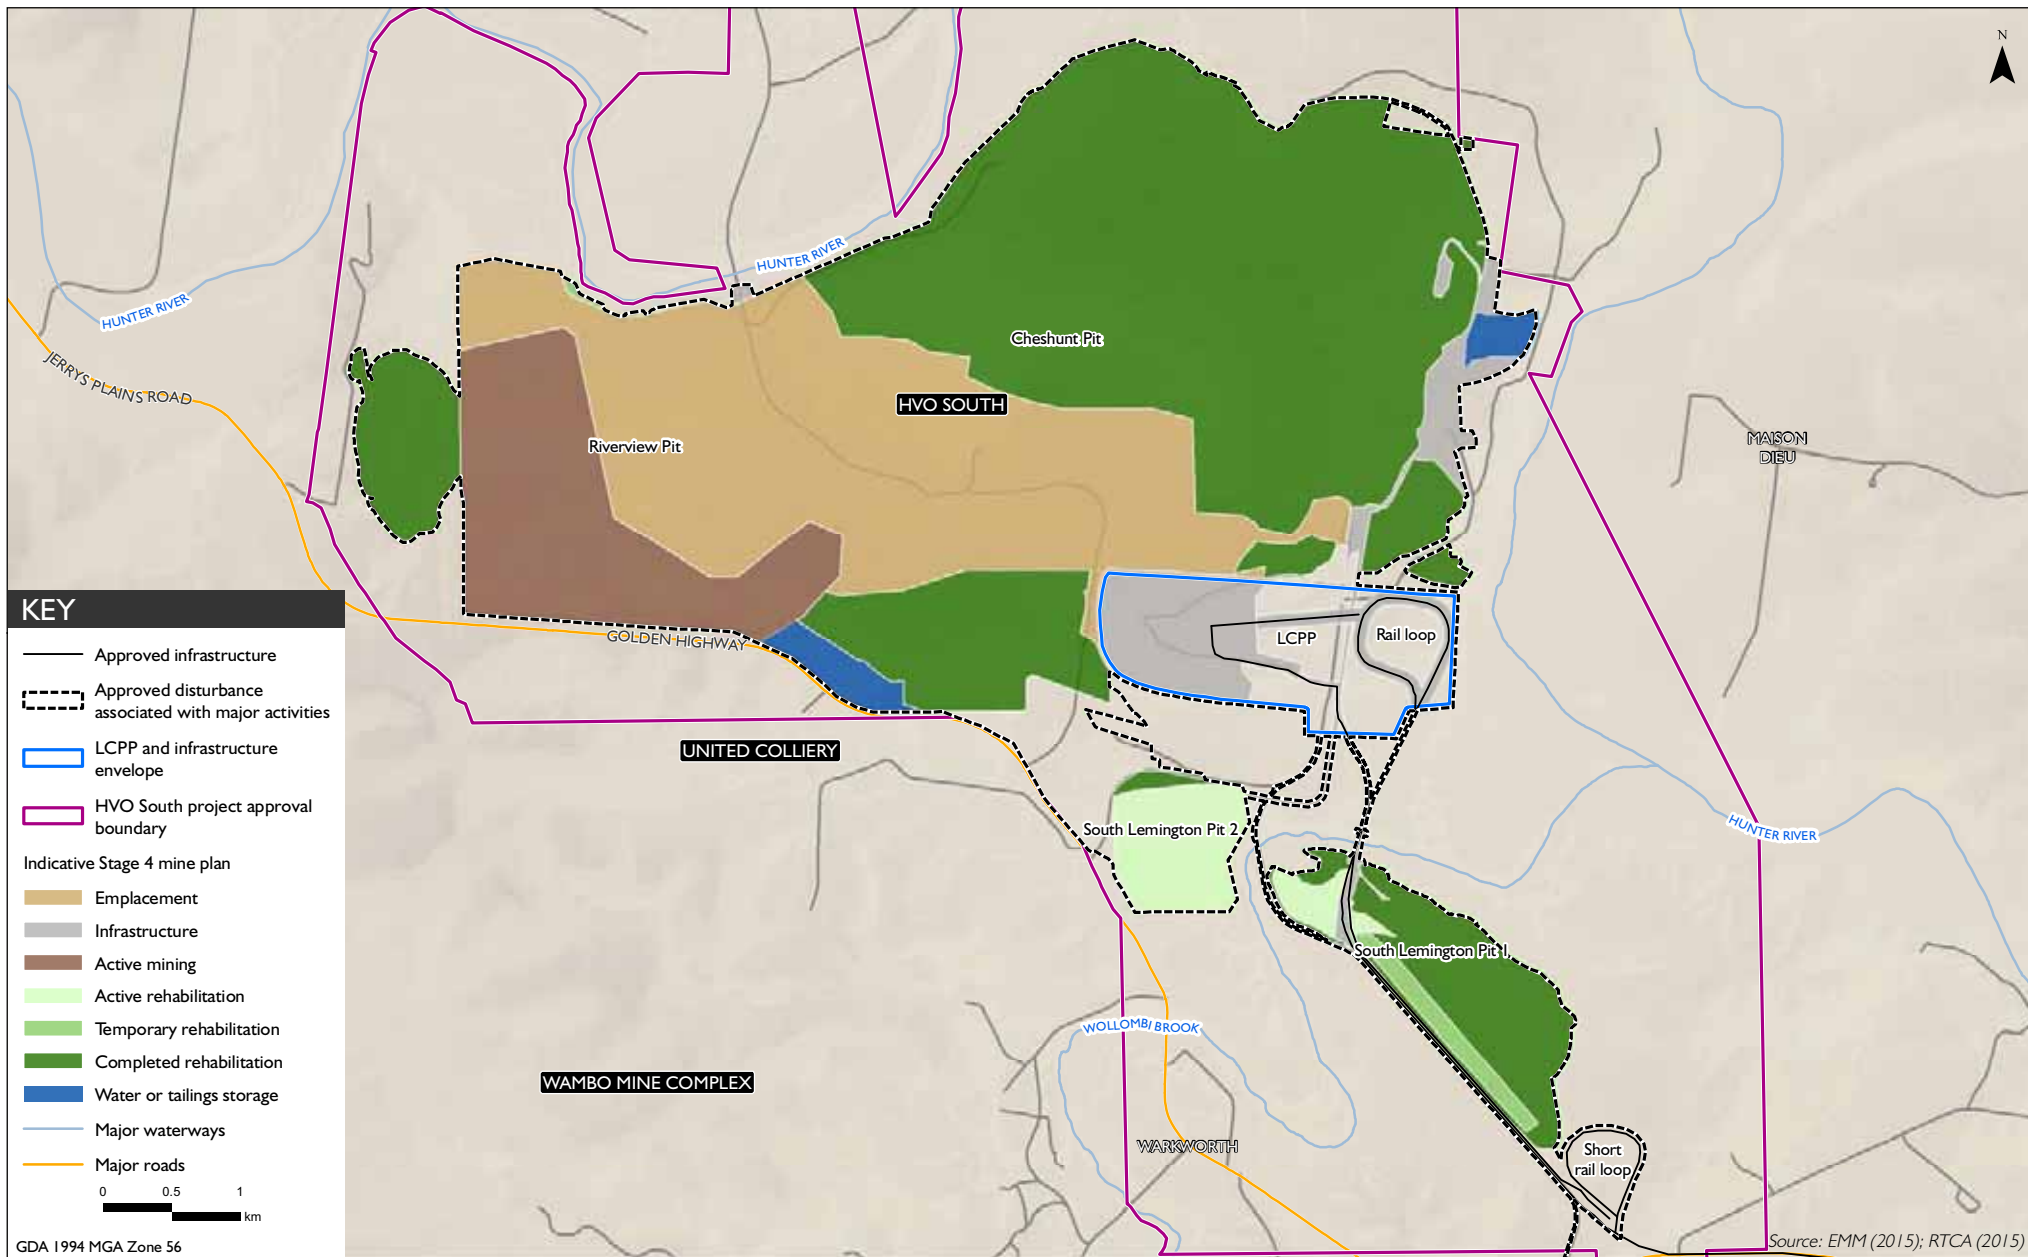 N
HUNTER RIVER
HUNTER RIVER
JERRYS PLAINS ROAD
Cheshunt Pit
HVO SOUTH
Riverview Pit
MAISON
DIEU
GOLDEN HIGHWAY
LCPP
Rail loop
UNITED COLLIERY
South Lemington Pit 2
HUNTER RIVER
South Lemington Pit 1
WOLLOMBI BROOK
WAMBO MINE COMPLEX
WARKWORTH
Short
rail loop
KEY
Approved infrastructure
Approved disturbance
associated with major activities
LCPP and infrastructure
envelope
HVO South project approval
boundary
Indicative Stage 4 mine plan
Emplacement
Infrastructure
Active mining
Active rehabilitation
Temporary rehabilitation
Completed rehabilitation
Water or tailings storage
Major waterways
Major roads
0 0.5 1
km
GDA 1994 MGA Zone 56
Source: EMM (2015); RTCA (2015)